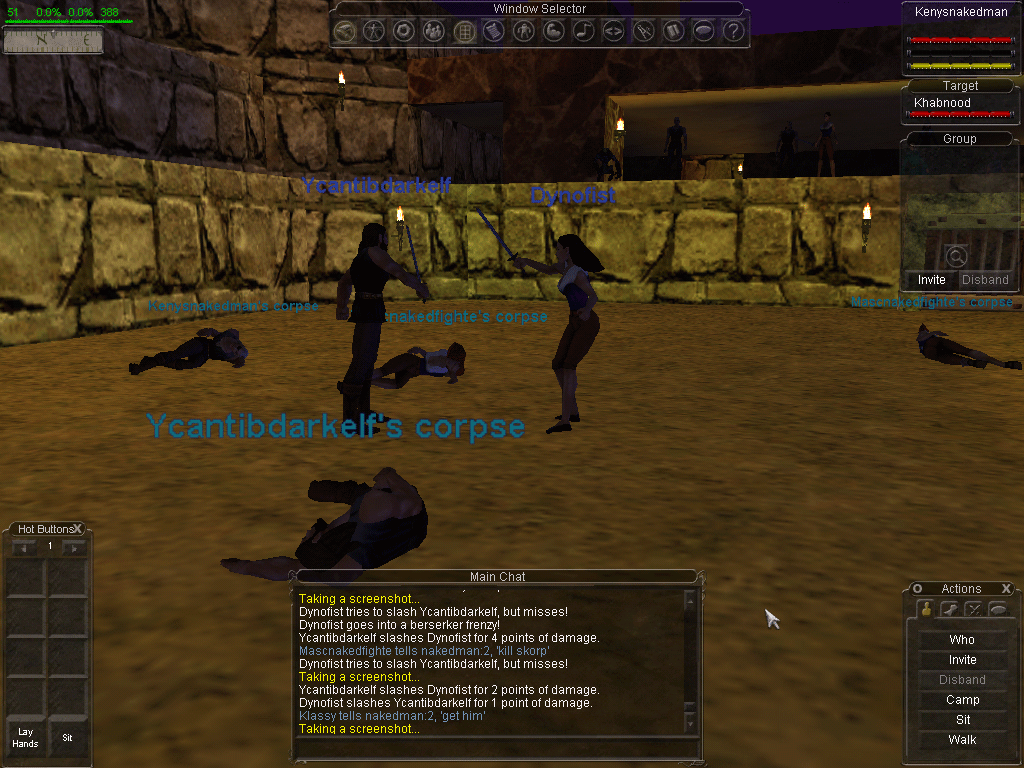 51 0.0% 0.0% 388
N E
Window Selector
?
Kenysnakedman
Target
Khabnood
Group
Invite Disband
Ycantibdarkelf
Dynofist
Kenysnakedman's corpse
nakedfighte's corpse
Mascnakedfighte's corpse
Ycantibdarkelf's corpse
Hot Buttons X
1
Lay Hands
Sit
Main Chat
Taking a screenshot...
Dynofist tries to slash Ycantibdarkelf, but misses!
Dynofist goes into a berserker frenzy!
Ycantibdarkelf slashes Dynofist for 4 points of damage.
Mascnakedfighte tells nakedman:2, 'kill skorp'
Dynofist tries to slash Ycantibdarkelf, but misses!
Taking a screenshot...
Ycantibdarkelf slashes Dynofist for 2 points of damage.
Dynofist slashes Ycantibdarkelf for 1 point of damage.
Klassy tells nakedman:2, 'get him'
Taking a screenshot...
Actions X
Who
Invite
Disband
Camp
Sit
Walk